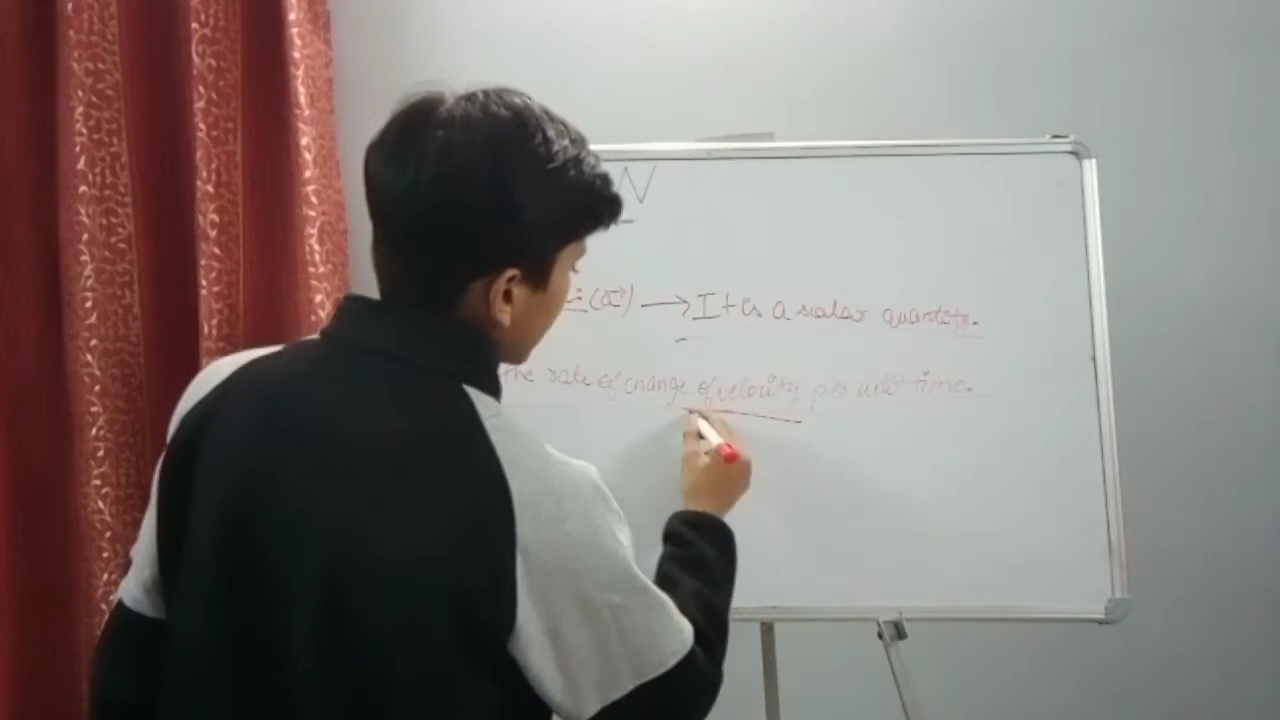 W
:(a⃗) → It is a scalar quantity.
the rate of change of velocity per unit time.